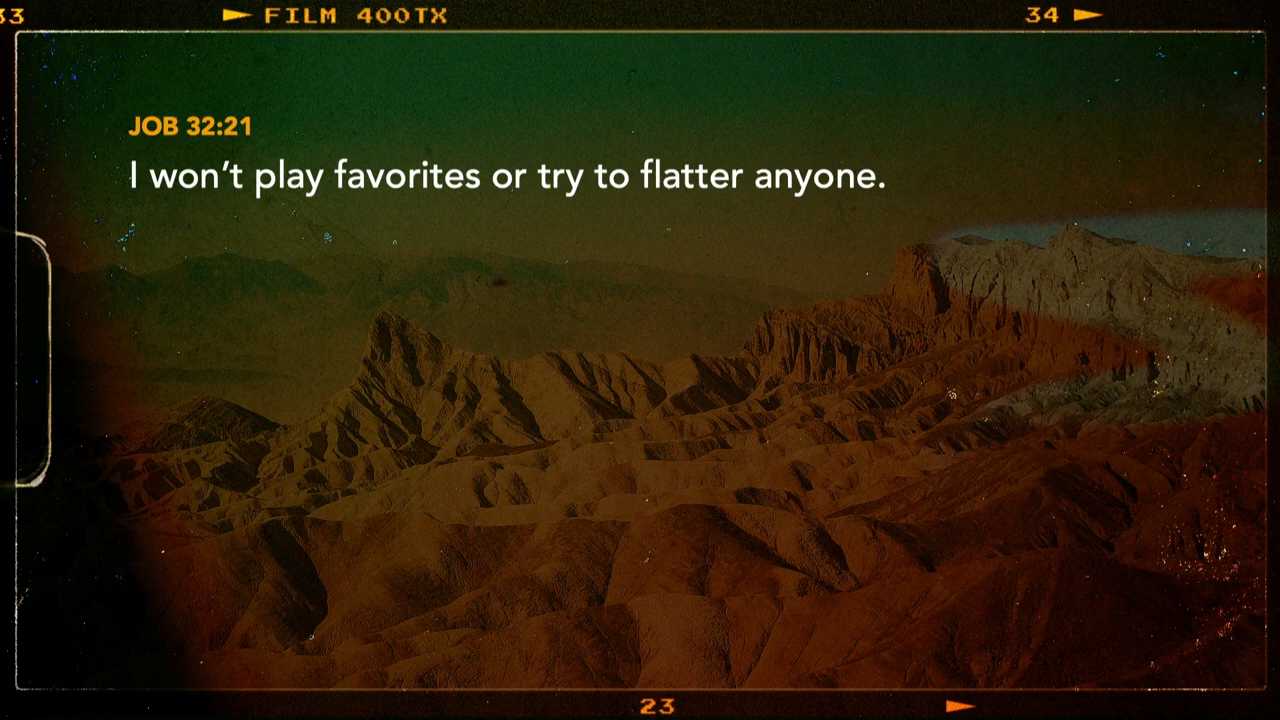 33 FILM 400TX 34
JOB 32:21
I won't play favorites or try to flatter anyone.
23